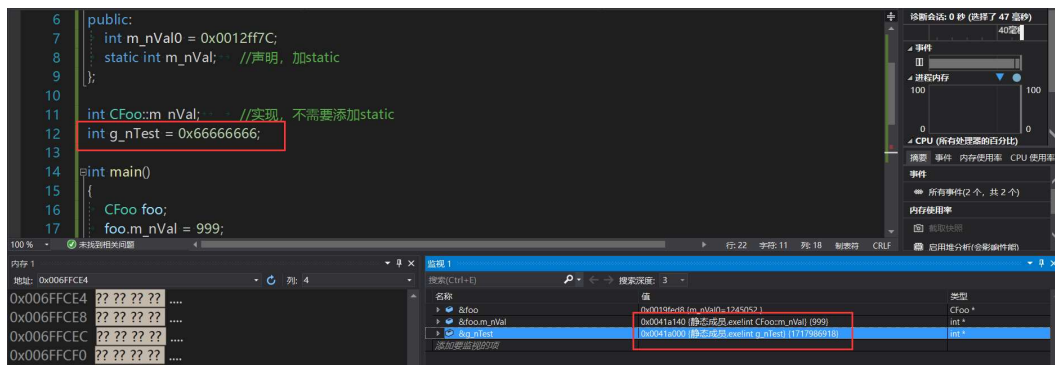 6 public:
7 int m_nVal0 = 0x0012ff7C;
8 static int m_nVal; //声明，加static
9 };
10
11 int CFoo::m_nVal; //实现，不需要添加static
12 int g_nTest = 0x66666666;
13
14 int main()
15 {
16 CFoo foo;
17 foo.m_nVal = 999;
100 % 未找到相关问题 行: 22 字符: 11 列: 18 制表符 CRLF
诊断会话: 0 秒 (选择了 47 毫秒)
事件
进程内存
100 100
0 0
CPU (所有处理器的百分比)
摘要 事件 内存使用率 CPU 使用率
事件
所有事件(2 个，共 2 个)
内存使用率
截取快照
启用堆分析(会影响性能)
内存 1
地址: 0x006FFCE4 列: 4
0x006FFCE4 ?? ?? ?? ?? ....
0x006FFCE8 ?? ?? ?? ?? ....
0x006FFCEC ?? ?? ?? ?? ....
0x006FFCF0 ?? ?? ?? ?? ....
监视 1
搜索(Ctrl+E) 搜索深度: 3
名称 值 类型
&foo 0x0019fed8 {m_nVal0=1245052 } CFoo *
&foo.m_nVal 0x0041a140 {静态成员.exe!int CFoo::m_nVal} {999} int *
&g_nTest 0x0041a000 {静态成员.exe!int g_nTest} {1717986918} int *
添加要监视的项